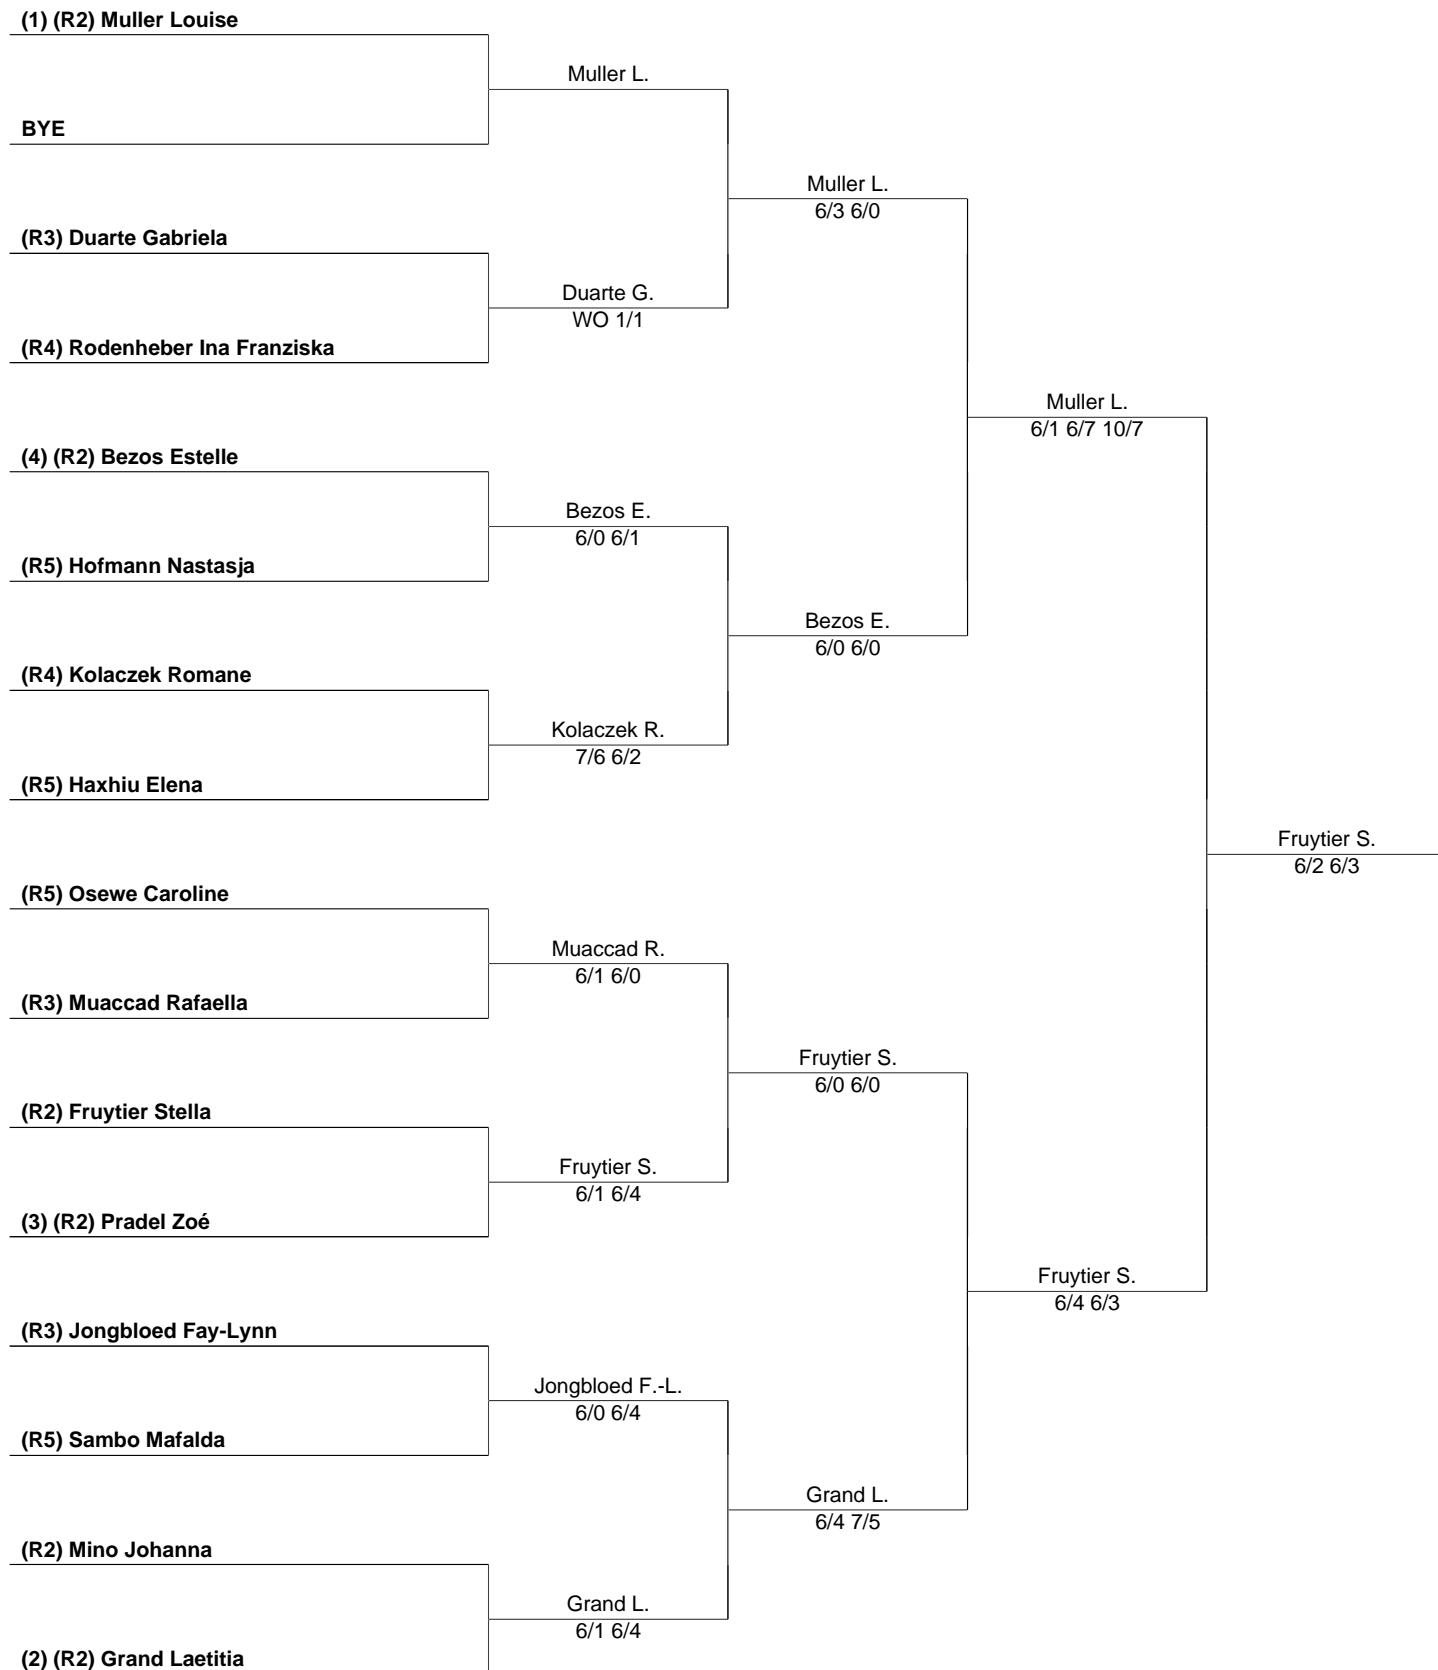 (1) (R2) Muller Louise
Muller L.
BYE
Muller L.
6/3 6/0
(R3) Duarte Gabriela
Duarte G.
WO 1/1
(R4) Rodenheber Ina Franziska
Muller L.
6/1 6/7 10/7
(4) (R2) Bezos Estelle
Bezos E.
6/0 6/1
(R5) Hofmann Nastasja
Bezos E.
6/0 6/0
(R4) Kolaczek Romane
Kolaczek R.
7/6 6/2
(R5) Haxhiu Elena
Fruytier S.
6/2 6/3
(R5) Osewe Caroline
Muaccad R.
6/1 6/0
(R3) Muaccad Rafaella
Fruytier S.
6/0 6/0
(R2) Fruytier Stella
Fruytier S.
6/1 6/4
(3) (R2) Pradel Zoé
Fruytier S.
6/4 6/3
(R3) Jongbloed Fay-Lynn
Jongbloed F.-L.
6/0 6/4
(R5) Sambo Mafalda
Grand L.
6/4 7/5
(R2) Mino Johanna
Grand L.
6/1 6/4
(2) (R2) Grand Laetitia